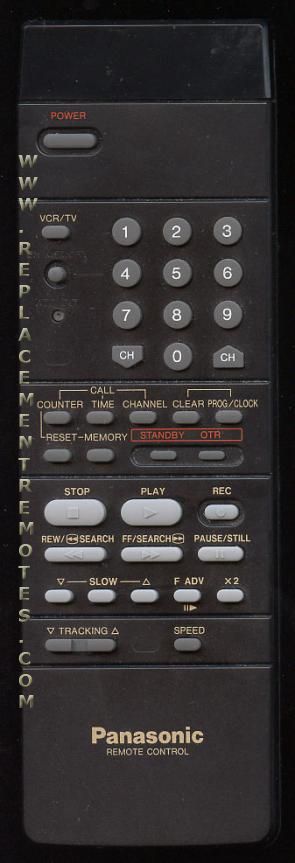 POWER
WWW.REPLACEMENTREMOTES.COM
VCR/TV
1 2 3
4 5 6
7 8 9
CH 0 CH
CALL
COUNTER TIME CHANNEL CLEAR PROG/CLOCK
RESET-MEMORY STANDBY OTR
STOP PLAY REC
REW/SEARCH FF/SEARCH PAUSE/STILL
▽ SLOW △ F ADV ×2
▽ TRACKING △ SPEED
Panasonic
REMOTE CONTROL